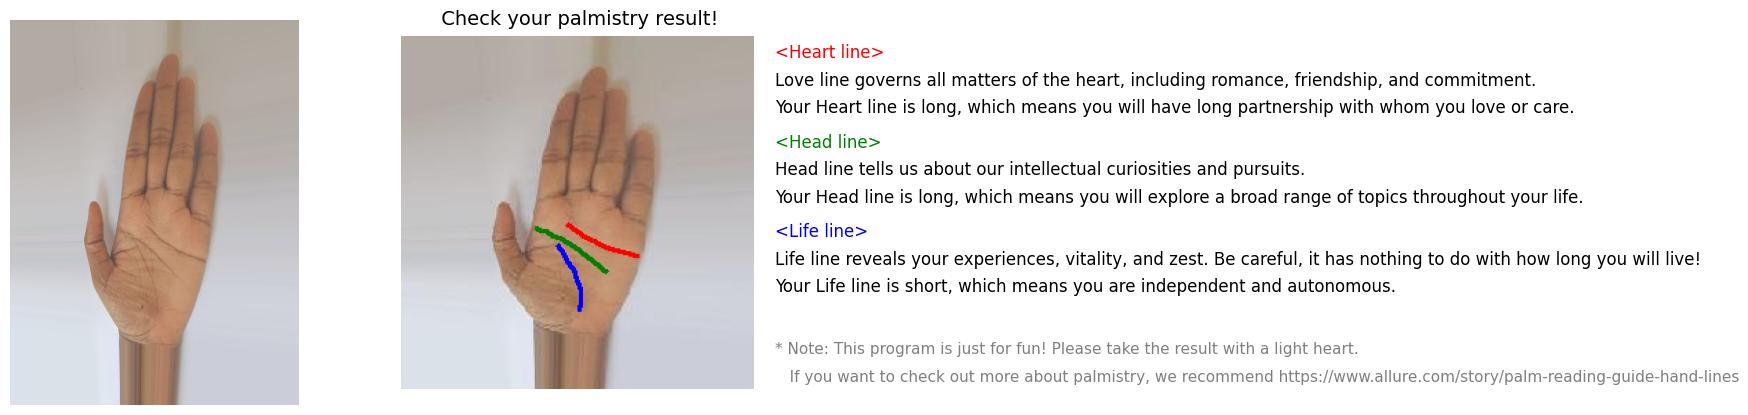 Check your palmistry result!
<Heart line>
Love line governs all matters of the heart, including romance, friendship, and commitment.
Your Heart line is long, which means you will have long partnership with whom you love or care.
<Head line>
Head line tells us about our intellectual curiosities and pursuits.
Your Head line is long, which means you will explore a broad range of topics throughout your life.
<Life line>
Life line reveals your experiences, vitality, and zest. Be careful, it has nothing to do with how long you will live!
Your Life line is short, which means you are independent and autonomous.
* Note: This program is just for fun! Please take the result with a light heart.
If you want to check out more about palmistry, we recommend https://www.allure.com/story/palm-reading-guide-hand-lines